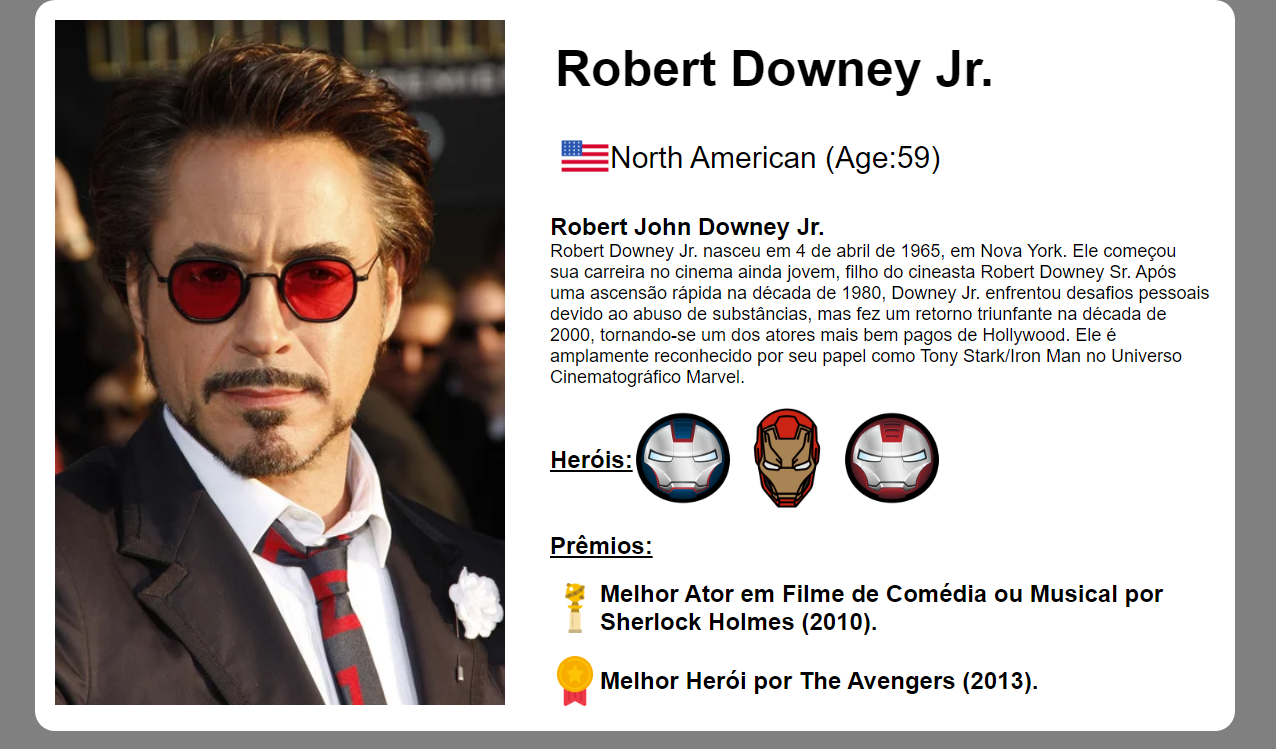 Robert Downey Jr.
North American (Age:59)
Robert John Downey Jr.
Robert Downey Jr. nasceu em 4 de abril de 1965, em Nova York. Ele começou
sua carreira no cinema ainda jovem, filho do cineasta Robert Downey Sr. Após
uma ascensão rápida na década de 1980, Downey Jr. enfrentou desafios pessoais
devido ao abuso de substâncias, mas fez um retorno triunfante na década de
2000, tornando-se um dos atores mais bem pagos de Hollywood. Ele é
amplamente reconhecido por seu papel como Tony Stark/Iron Man no Universo
Cinematográfico Marvel.
Heróis:
Prêmios:
Melhor Ator em Filme de Comédia ou Musical por
Sherlock Holmes (2010).
Melhor Herói por The Avengers (2013).